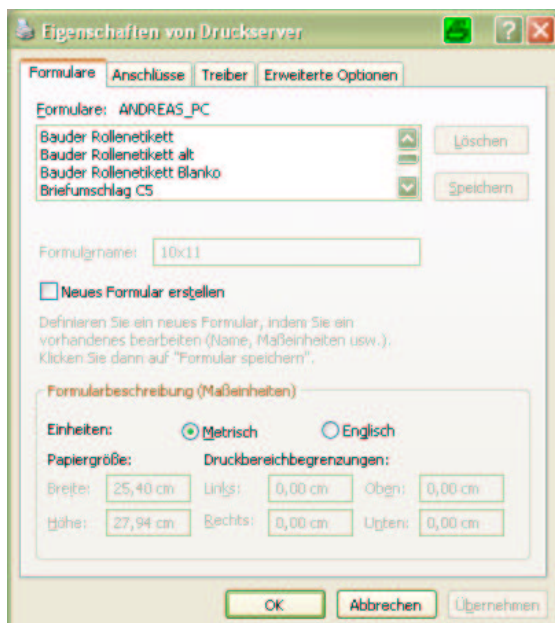 Eigenschaften von Druckserver
Formulare Anschlüsse Treiber Erweiterte Optionen
Formulare: ANDREAS_PC
Bauder Rollenetikett
Bauder Rollenetikett alt
Bauder Rollenetikett Blanko
Briefumschlag C5
Löschen
Speichern
Formularname: 10x11
Neues Formular erstellen
Definieren Sie ein neues Formular, indem Sie ein
vorhandenes bearbeiten (Name, Maßeinheiten usw.).
Klicken Sie dann auf "Formular speichern".
Formularbeschreibung (Maßeinheiten)
Einheiten: Metrisch Englisch
Papiergröße: Druckbereichbegrenzungen:
Breite: 25,40 cm Links: 0,00 cm Oben: 0,00 cm
Höhe: 27,94 cm Rechts: 0,00 cm Unten: 0,00 cm
OK Abbrechen Übernehmen